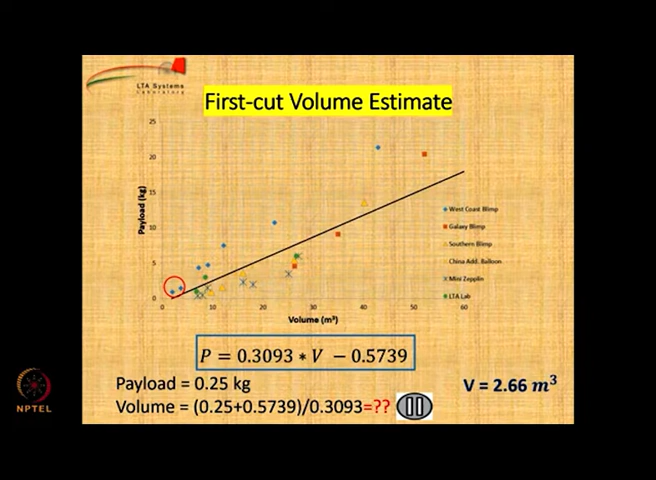 LTA Systems
Laboratory
First-cut Volume Estimate
25
20
15
10
5
0
Payload (kg)
0 10 20 30 40 50 60
Volume (m³)
West Coast Blimp
Galaxy Blimp
Southern Blimp
China Add. Balloon
Mini Zepplin
LTA Lab
P = 0.3093 ∗ V − 0.5739
Payload = 0.25 kg
V = 2.66 m³
Volume = (0.25+0.5739)/0.3093=??
NPTEL